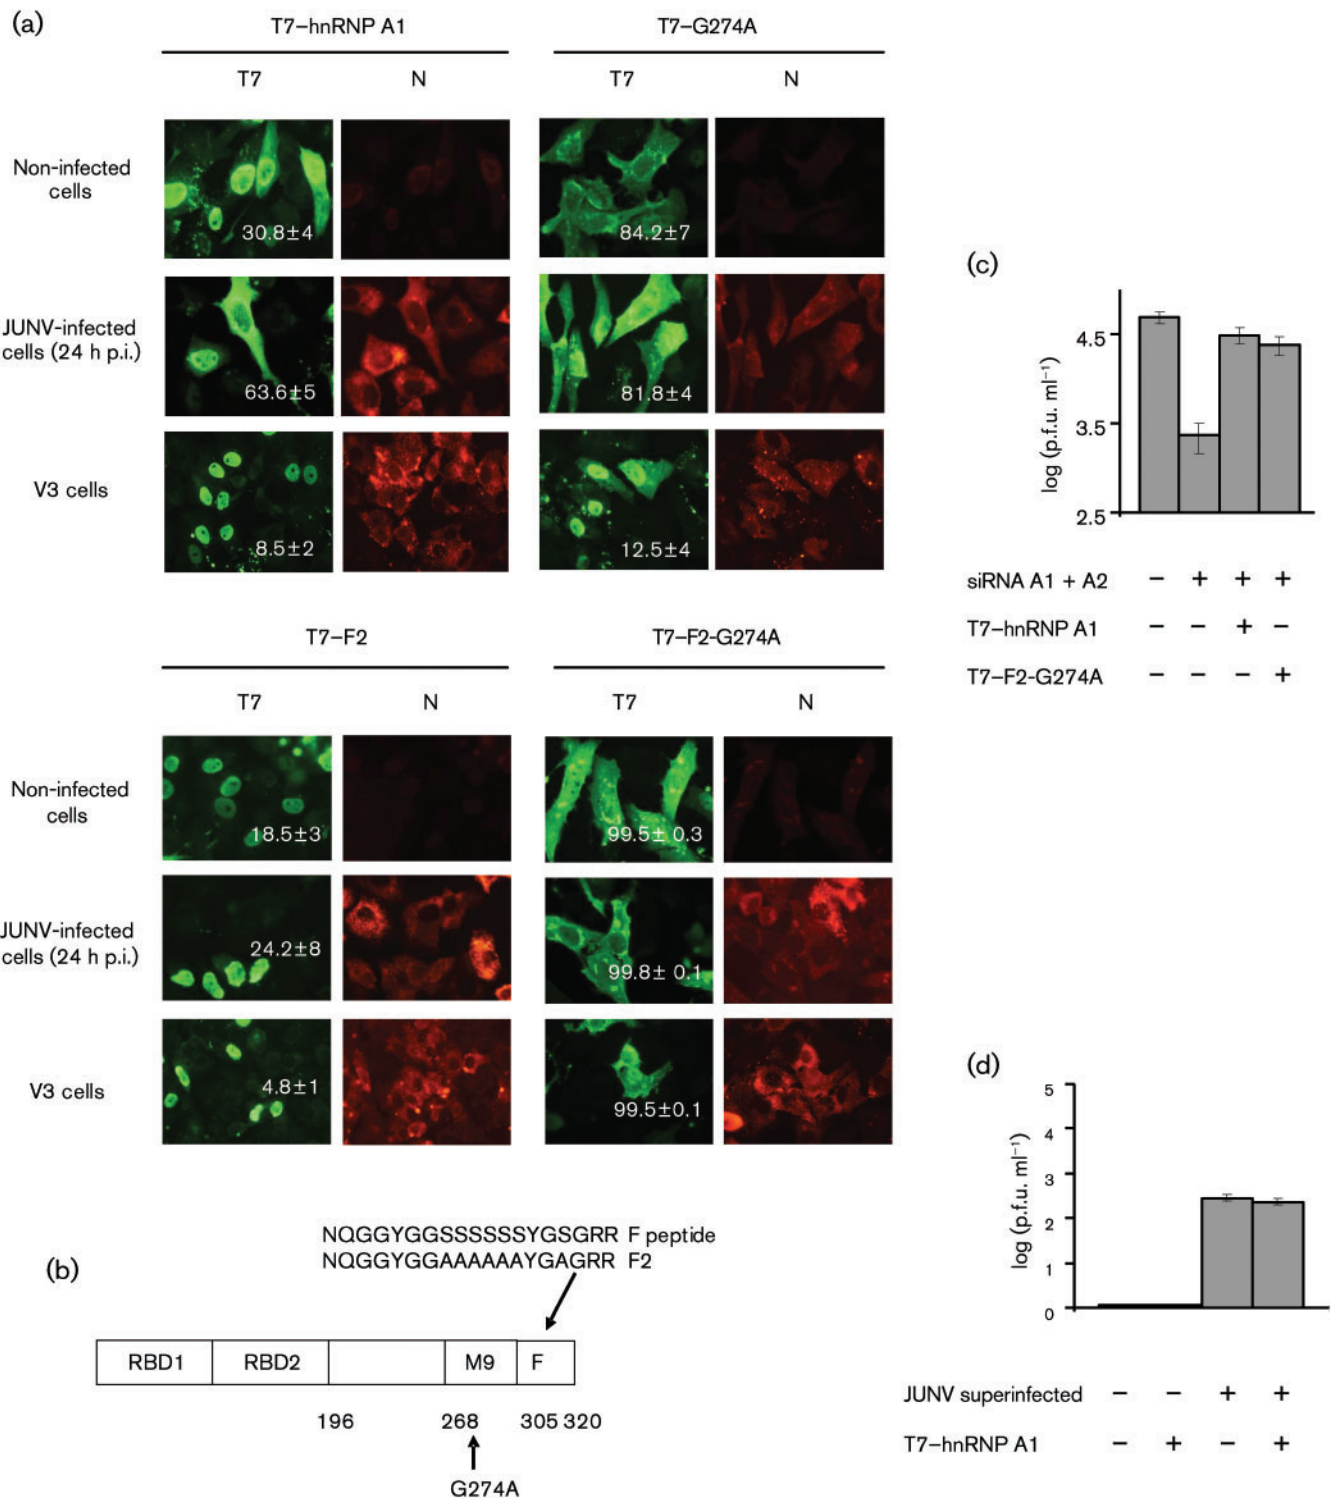 (a)
T7–hnRNP A1 T7–G274A
T7 N T7 N
Non-infected
cells
30.8±4 84.2±7
JUNV-infected
cells (24 h p.i.)
63.6±5 81.8±4
V3 cells
8.5±2 12.5±4
T7–F2 T7–F2-G274A
T7 N T7 N
Non-infected
cells
18.5±3 99.5± 0.3
JUNV-infected
cells (24 h p.i.)
24.2±8 99.8± 0.1
V3 cells
4.8±1 99.5±0.1
(b)
NQGGYGGSSSSSSYGSGRR F peptide
NQGGYGGAAAAAAYGAGRR F2
RBD1 RBD2 M9 F
196 268 305 320
G274A
(c)
log (p.f.u. ml⁻¹)
4.5
3.5
2.5
siRNA A1 + A2 – + + +
T7–hnRNP A1 – – + –
T7–F2-G274A – – – +
(d)
log (p.f.u. ml⁻¹)
5
4
3
2
1
0
JUNV superinfected – – + +
T7–hnRNP A1 – + – +